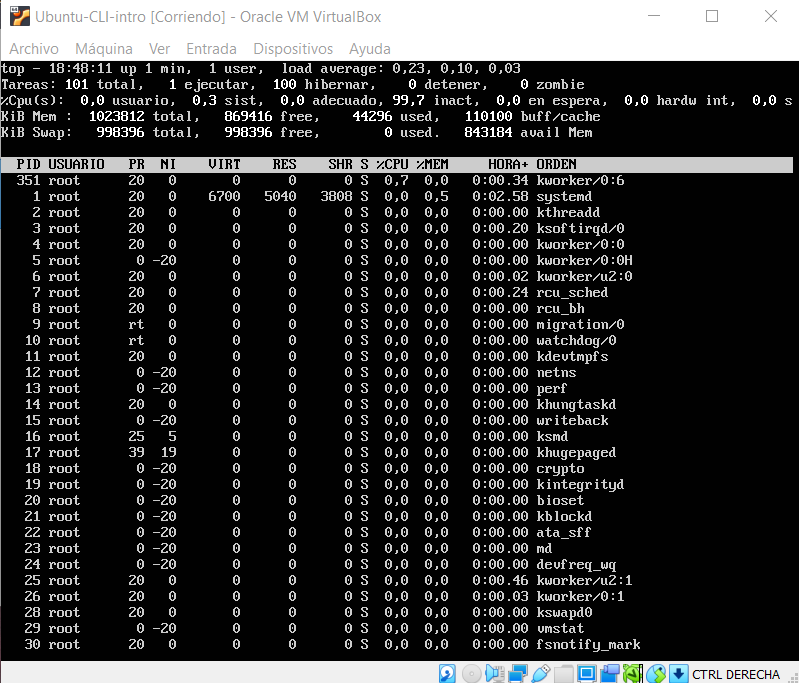 Ubuntu-CLI-intro [Corriendo] - Oracle VM VirtualBox
Archivo Máquina Ver Entrada Dispositivos Ayuda
top - 18:48:11 up 1 min,  1 user,  load average: 0,23, 0,10, 0,03
Tareas: 101 total,   1 ejecutar,  100 hibernar,    0 detener,    0 zombie
%Cpu(s):  0,0 usuario,  0,3 sist,  0,0 adecuado, 99,7 inact,  0,0 en espera,  0,0 hardw int,  0,0 s
KiB Mem :  1023812 total,   869416 free,    44296 used,   110100 buff/cache
KiB Swap:   998396 total,   998396 free,        0 used.   843184 avail Mem
PID USUARIO PR NI VIRT RES SHR S %CPU %MEM HORA+ ORDEN
351 root 20 0 0 0 0 S 0,7 0,0 0:00.34 kworker/0:6
1 root 20 0 6700 5040 3808 S 0,0 0,5 0:02.58 systemd
2 root 20 0 0 0 0 S 0,0 0,0 0:00.00 kthreadd
3 root 20 0 0 0 0 S 0,0 0,0 0:00.20 ksoftirqd/0
4 root 20 0 0 0 0 S 0,0 0,0 0:00.00 kworker/0:0
5 root 0 -20 0 0 0 S 0,0 0,0 0:00.00 kworker/0:0H
6 root 20 0 0 0 0 S 0,0 0,0 0:00.02 kworker/u2:0
7 root 20 0 0 0 0 S 0,0 0,0 0:00.24 rcu_sched
8 root 20 0 0 0 0 S 0,0 0,0 0:00.00 rcu_bh
9 root rt 0 0 0 0 S 0,0 0,0 0:00.00 migration/0
10 root rt 0 0 0 0 S 0,0 0,0 0:00.00 watchdog/0
11 root 20 0 0 0 0 S 0,0 0,0 0:00.00 kdevtmpfs
12 root 0 -20 0 0 0 S 0,0 0,0 0:00.00 netns
13 root 0 -20 0 0 0 S 0,0 0,0 0:00.00 perf
14 root 20 0 0 0 0 S 0,0 0,0 0:00.00 khungtaskd
15 root 0 -20 0 0 0 S 0,0 0,0 0:00.00 writeback
16 root 25 5 0 0 0 S 0,0 0,0 0:00.00 ksmd
17 root 39 19 0 0 0 S 0,0 0,0 0:00.00 khugepaged
18 root 0 -20 0 0 0 S 0,0 0,0 0:00.00 crypto
19 root 0 -20 0 0 0 S 0,0 0,0 0:00.00 kintegrityd
20 root 0 -20 0 0 0 S 0,0 0,0 0:00.00 bioset
21 root 0 -20 0 0 0 S 0,0 0,0 0:00.00 kblockd
22 root 0 -20 0 0 0 S 0,0 0,0 0:00.00 ata_sff
23 root 0 -20 0 0 0 S 0,0 0,0 0:00.00 md
24 root 0 -20 0 0 0 S 0,0 0,0 0:00.00 devfreq_wq
25 root 20 0 0 0 0 S 0,0 0,0 0:00.46 kworker/u2:1
26 root 20 0 0 0 0 S 0,0 0,0 0:00.03 kworker/0:1
28 root 20 0 0 0 0 S 0,0 0,0 0:00.00 kswapd0
29 root 0 -20 0 0 0 S 0,0 0,0 0:00.00 vmstat
30 root 20 0 0 0 0 S 0,0 0,0 0:00.00 fsnotify_mark
CTRL DERECHA